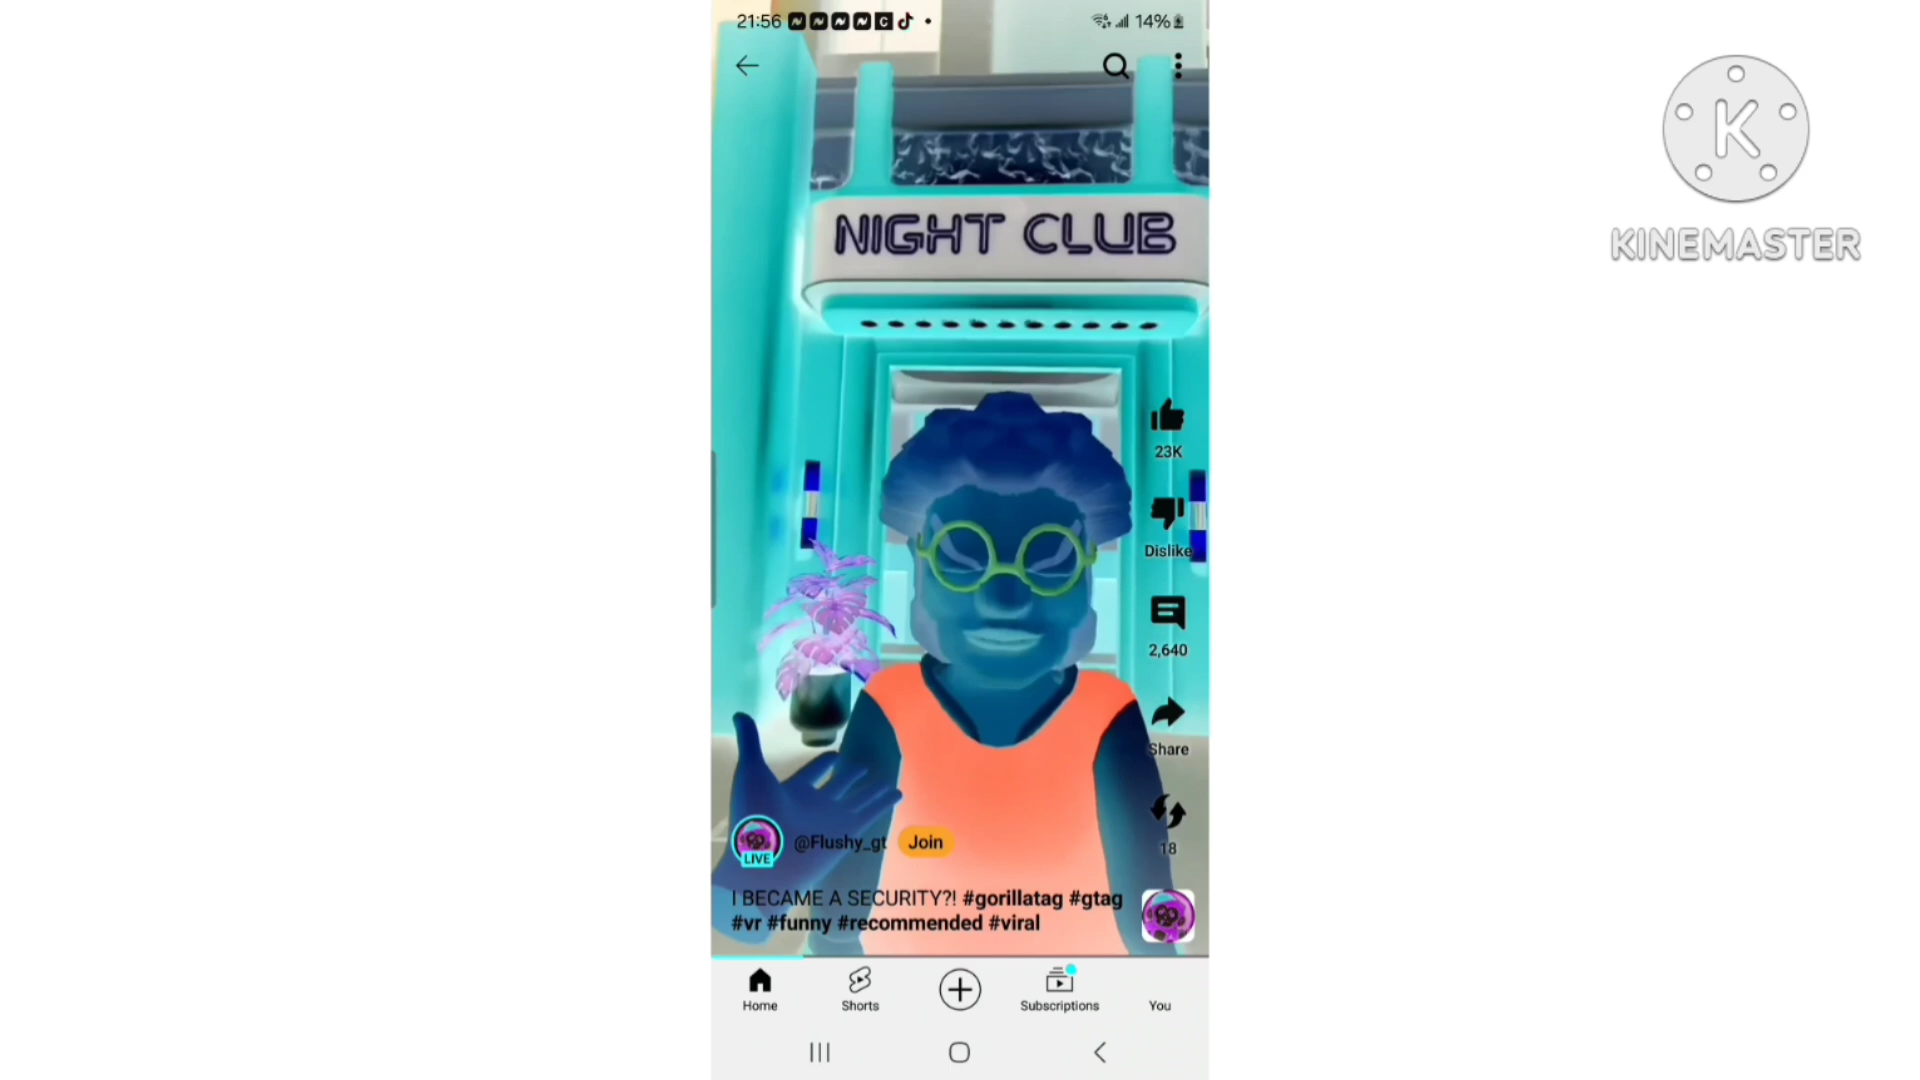 21:56
14%
K
KINEMASTER
NIGHT CLUB
23K
Dislike
2,640
Share
18
@Flushy_gt Join
LIVE
I BECAME A SECURITY?! #gorillatag #gtag
#vr #funny #recommended #viral
Home Shorts Subscriptions You